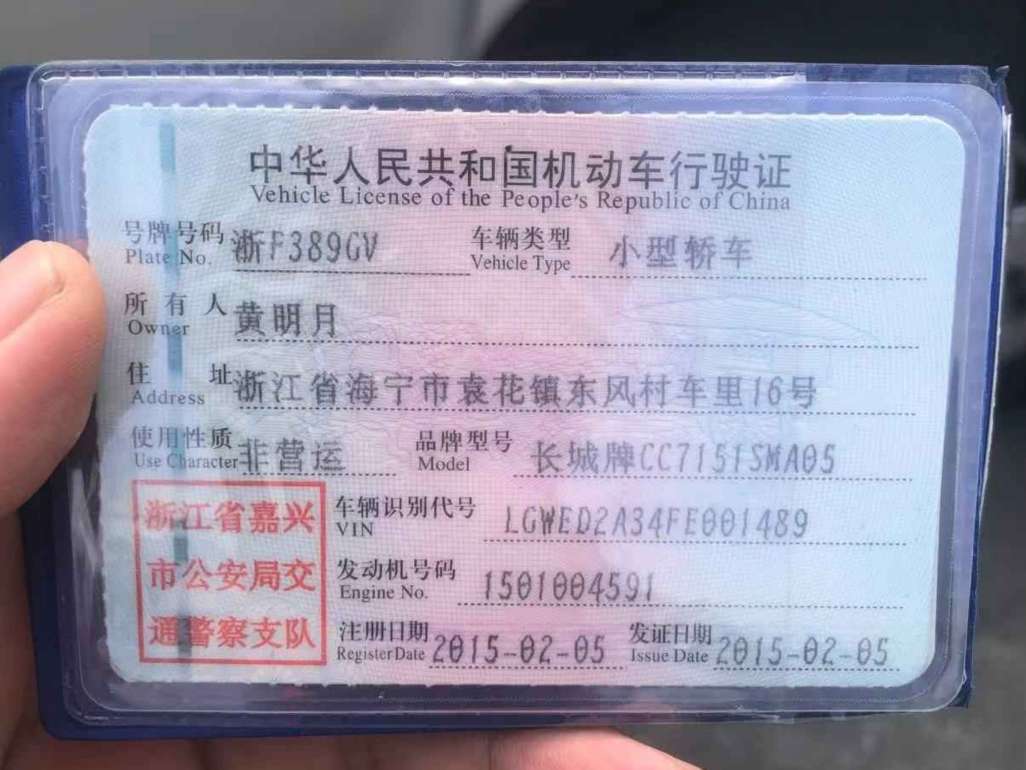 中华人民共和国机动车行驶证
Vehicle License of the People's Republic of China
号牌号码 浙F389GV 车辆类型 小型轿车
Plate No. Vehicle Type
所有人 黄明月
Owner
住址 浙江省海宁市袁花镇东风村车里16号
Address
使用性质 非营运 品牌型号 长城牌CC7151SMA05
Use Character Model
浙江省嘉兴
市公安局交
通警察支队
车辆识别代号 LGWED2A34FE001489
VIN
发动机号码 1501004591
Engine No.
注册日期 2015-02-05 发证日期 2015-02-05
Register Date Issue Date